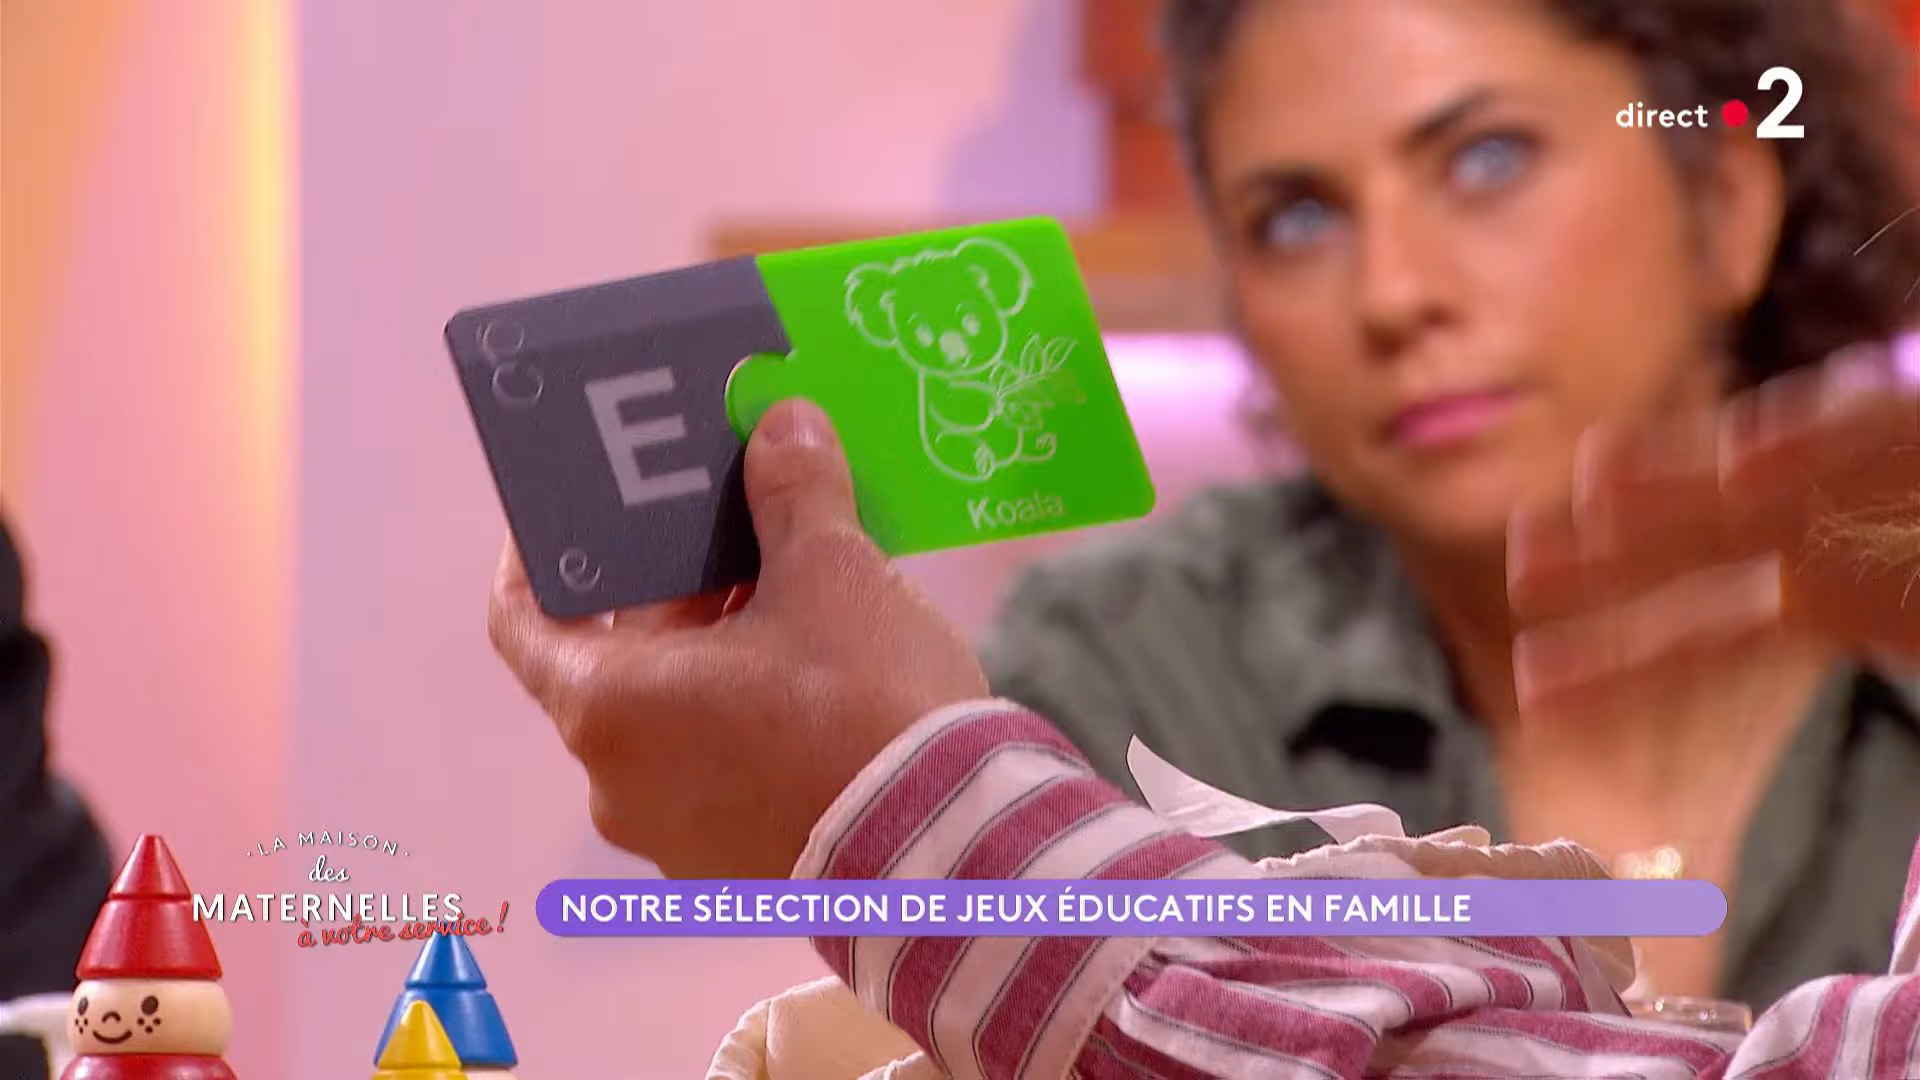 direct 2
E
e
Koala
· LA MAISON ·
des
MATERNELLES
à votre service !
NOTRE SÉLECTION DE JEUX ÉDUCATIFS EN FAMILLE